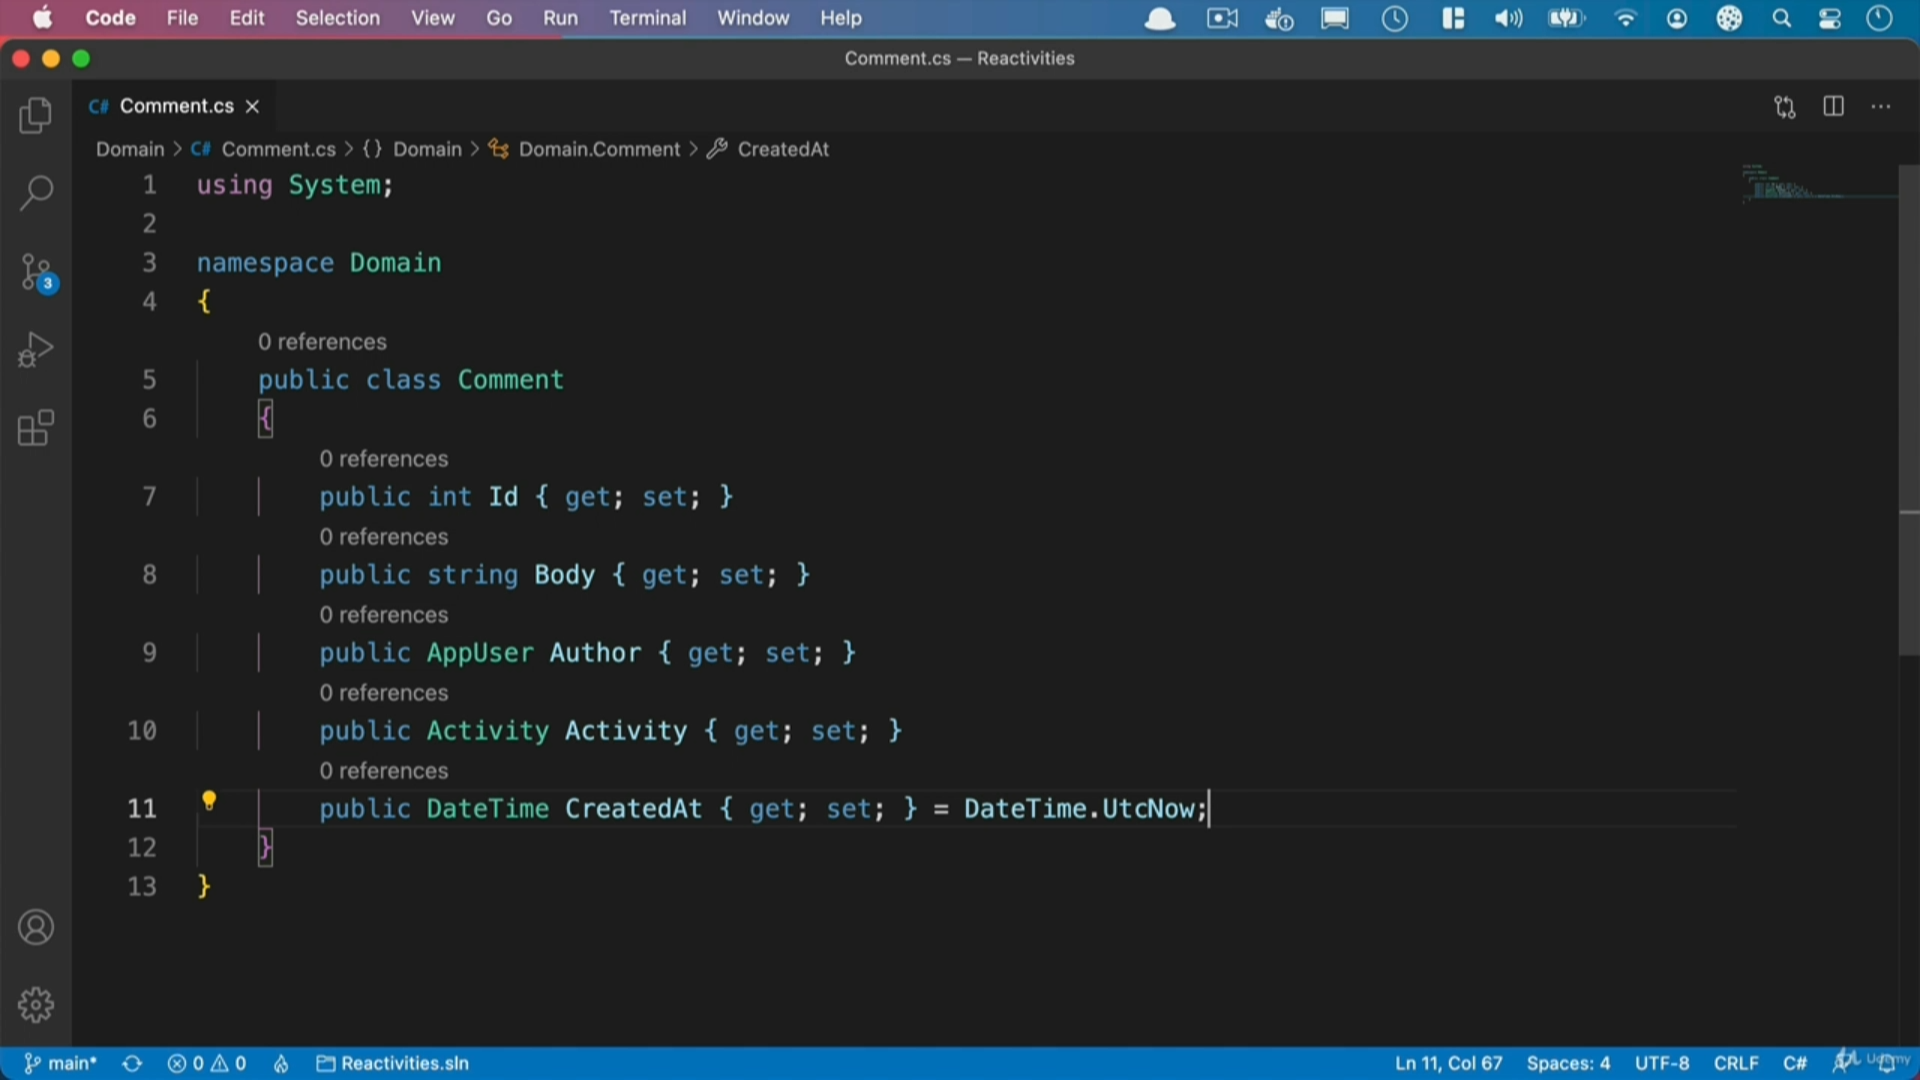 Code File Edit Selection View Go Run Terminal Window Help
Comment.cs — Reactivities
C# Comment.cs ×
Domain > C# Comment.cs > {} Domain > Domain.Comment > CreatedAt
1 using System;
2
3 namespace Domain
4 {
0 references
5 public class Comment
6 {
0 references
7 public int Id { get; set; }
0 references
8 public string Body { get; set; }
0 references
9 public AppUser Author { get; set; }
0 references
10 public Activity Activity { get; set; }
0 references
11 public DateTime CreatedAt { get; set; } = DateTime.UtcNow;
12 }
13 }
3
main* 0 0 Reactivities.sln Ln 11, Col 67 Spaces: 4 UTF-8 CRLF C#
Udemy